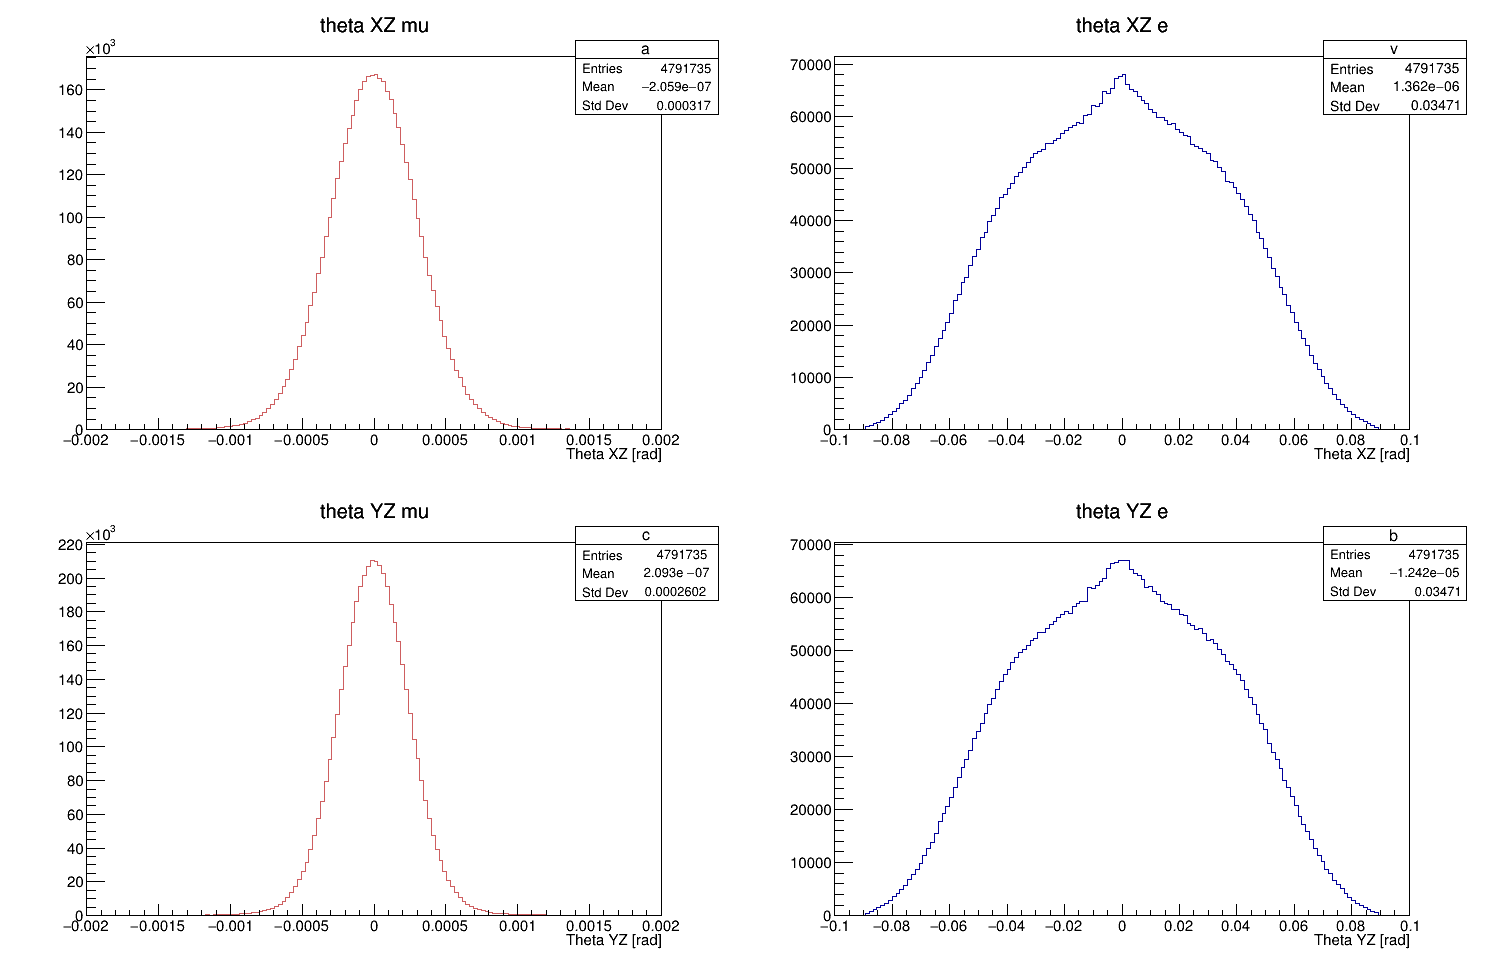 theta XZ mu
×10³
a
Entries 4791735
Mean −2.059e−07
Std Dev 0.000317
160
140
120
100
80
60
40
20
0
−0.002 −0.0015 −0.001 −0.0005 0 0.0005 0.001 0.0015 0.002
Theta XZ [rad]
theta XZ e
v
Entries 4791735
Mean 1.362e−06
Std Dev 0.03471
70000
60000
50000
40000
30000
20000
10000
0
−0.1 −0.08 −0.06 −0.04 −0.02 0 0.02 0.04 0.06 0.08 0.1
Theta XZ [rad]
theta YZ mu
×10³
c
Entries 4791735
Mean 2.093e −07
Std Dev 0.0002602
220
200
180
160
140
120
100
80
60
40
20
0
−0.002 −0.0015 −0.001 −0.0005 0 0.0005 0.001 0.0015 0.002
Theta YZ [rad]
theta YZ e
b
Entries 4791735
Mean −1.242e−05
Std Dev 0.03471
70000
60000
50000
40000
30000
20000
10000
0
−0.1 −0.08 −0.06 −0.04 −0.02 0 0.02 0.04 0.06 0.08 0.1
Theta YZ [rad]